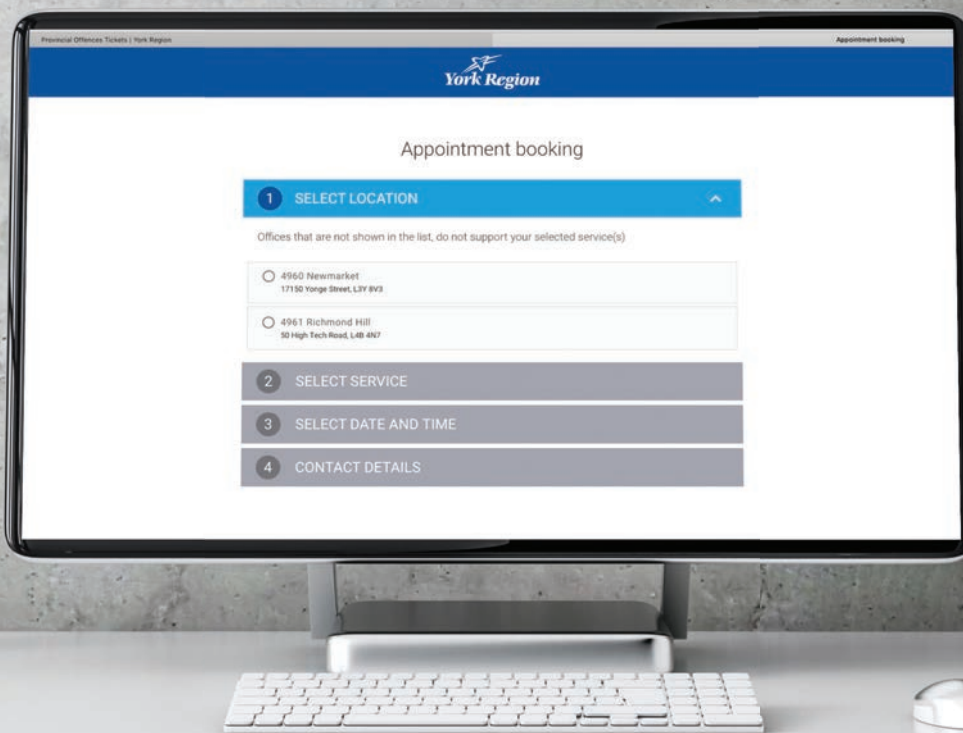 Provincial Offences Tickets | York Region
Appointment booking
York Region
Appointment booking
1 SELECT LOCATION
Offices that are not shown in the list, do not support your selected service(s)
4960 Newmarket
17150 Yonge Street, L3Y 8V3
4961 Richmond Hill
50 High Tech Road, L4B 4N7
2 SELECT SERVICE
3 SELECT DATE AND TIME
4 CONTACT DETAILS